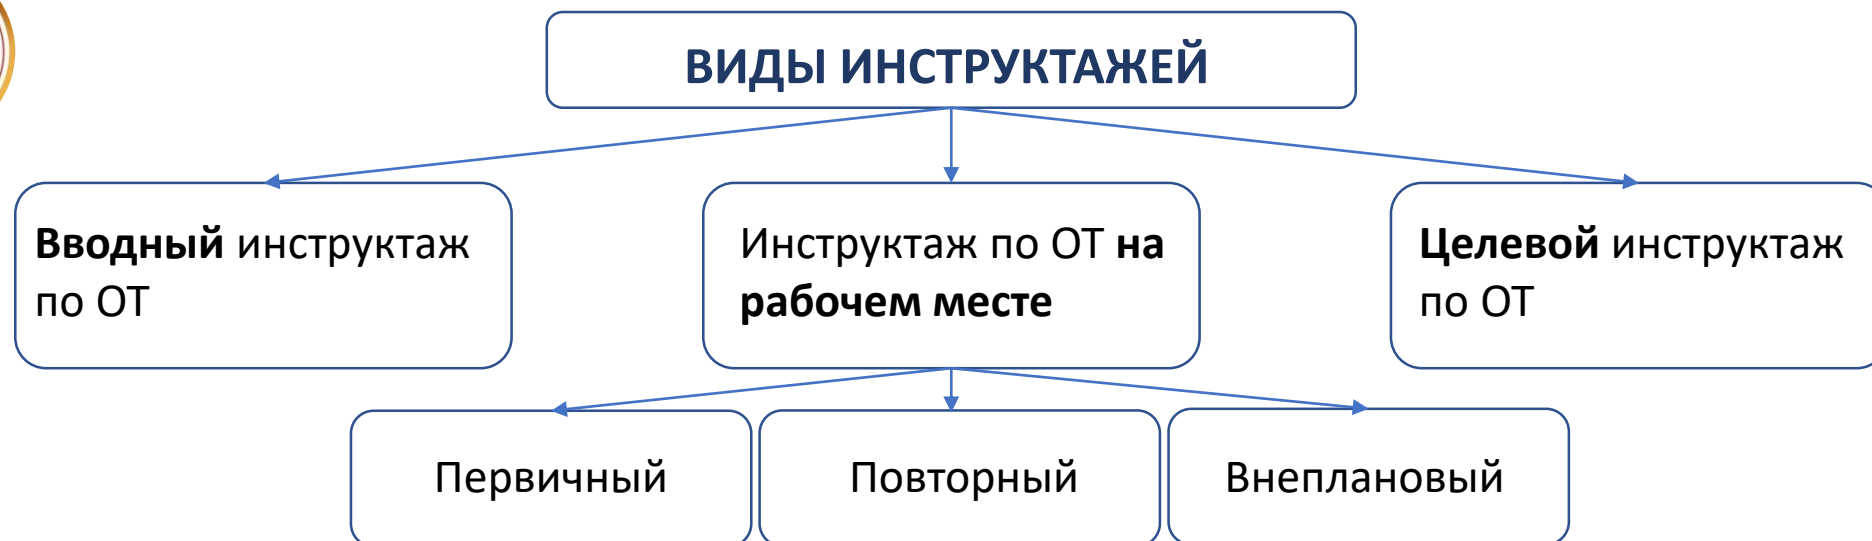 ВИДЫ ИНСТРУКТАЖЕЙ
Вводный инструктаж
по ОТ
Инструктаж по ОТ на
рабочем месте
Целевой инструктаж
по ОТ
Первичный
Повторный
Внеплановый